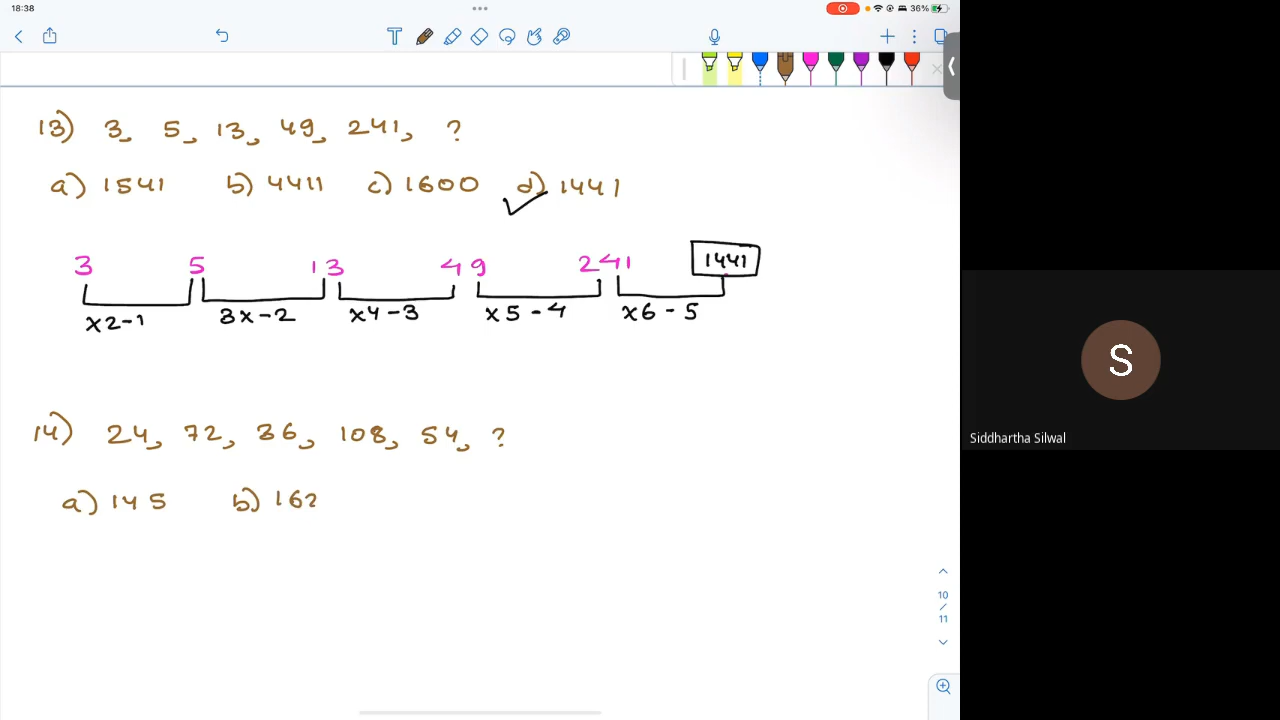 18:38
36%
13) 3, 5, 13, 49, 241, ?
a) 1541 b) 4411 c) 1600 d) 1441
3 5 13 49 241 1441
x2-1 3x-2 x4-3 x5-4 x6-5
S
Siddhartha Silwal
14) 24, 72, 36, 108, 54, ?
a) 145 b) 162
10
/
11